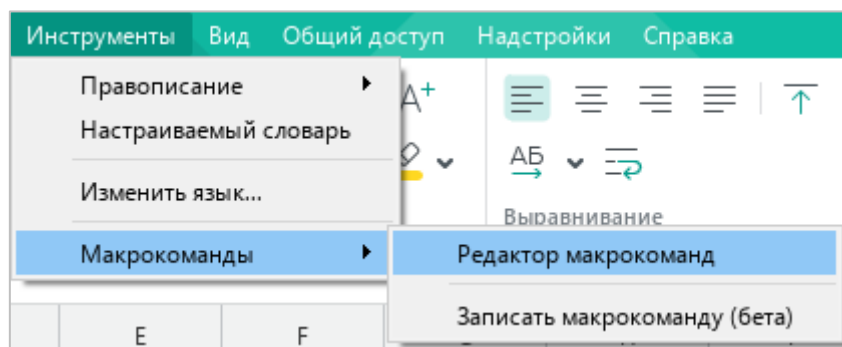 Инструменты Вид Общий доступ Надстройки Справка
Правописание
Настраиваемый словарь
АБ
Изменить язык...
Выравнивание
Макрокоманды
Редактор макрокоманд
Записать макрокоманду (бета)
E F